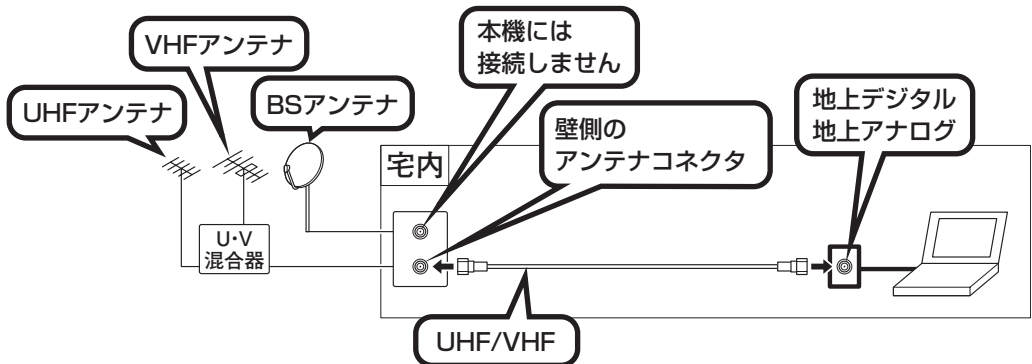 VHFアンテナ
UHFアンテナ
BSアンテナ
本機には
接続しません
壁側の
アンテナコネクタ
地上デジタル
地上アナログ
宅内
U・V
混合器
UHF/VHF